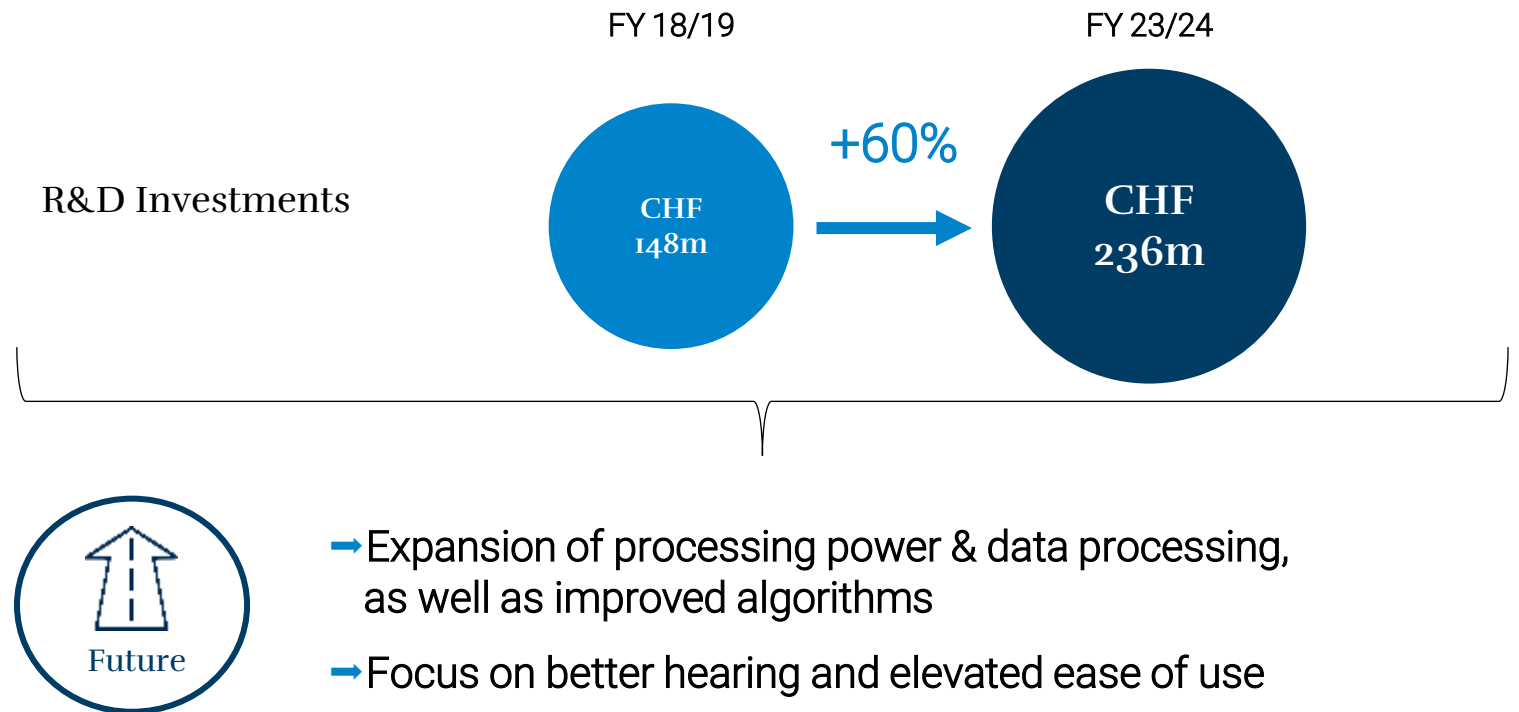 FY 18/19
FY 23/24
+60%
R&D Investments
CHF
148m
CHF
236m
Future
Expansion of processing power & data processing,
as well as improved algorithms
Focus on better hearing and elevated ease of use